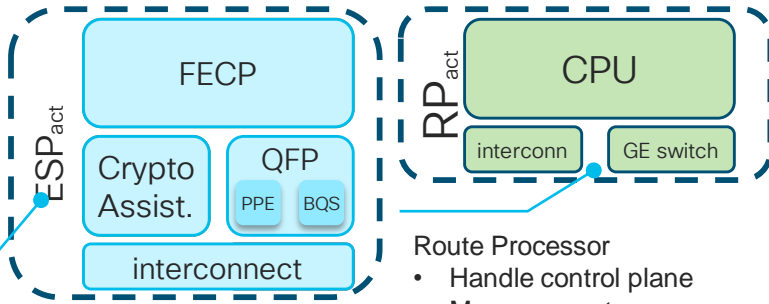 FECP
ESPact
Crypto
Assist.
QFP
PPE
BQS
interconnect
RPact
CPU
interconn
GE switch
Route Processor
• Handle control plane